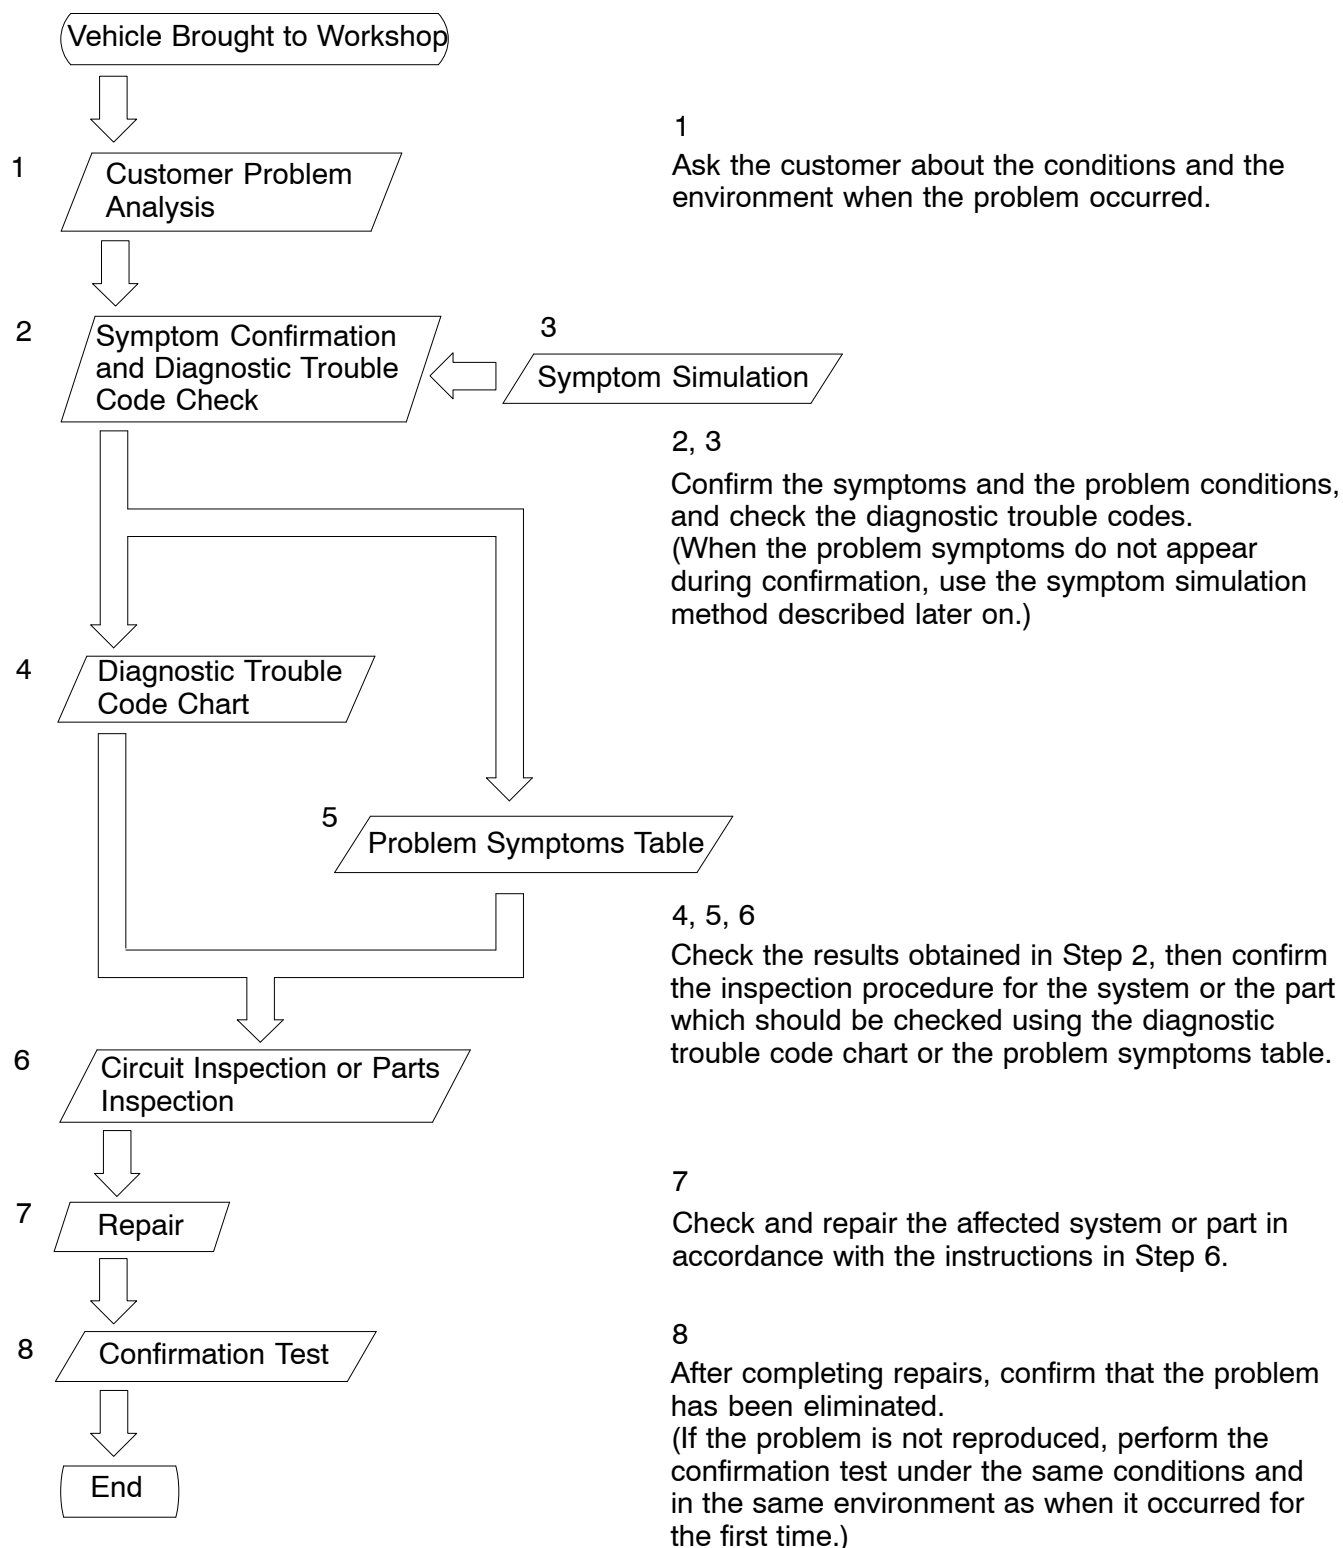 Vehicle Brought to Workshop
1
Customer Problem
Analysis
1
Ask the customer about the conditions and the
environment when the problem occurred.
2
Symptom Confirmation
and Diagnostic Trouble
Code Check
3
Symptom Simulation
2, 3
Confirm the symptoms and the problem conditions,
and check the diagnostic trouble codes.
(When the problem symptoms do not appear
during confirmation, use the symptom simulation
method described later on.)
4
Diagnostic Trouble
Code Chart
5
Problem Symptoms Table
4, 5, 6
Check the results obtained in Step 2, then confirm
the inspection procedure for the system or the part
which should be checked using the diagnostic
trouble code chart or the problem symptoms table.
6
Circuit Inspection or Parts
Inspection
7
Repair
7
Check and repair the affected system or part in
accordance with the instructions in Step 6.
8
Confirmation Test
8
After completing repairs, confirm that the problem
has been eliminated.
(If the problem is not reproduced, perform the
confirmation test under the same conditions and
in the same environment as when it occurred for
the first time.)
End